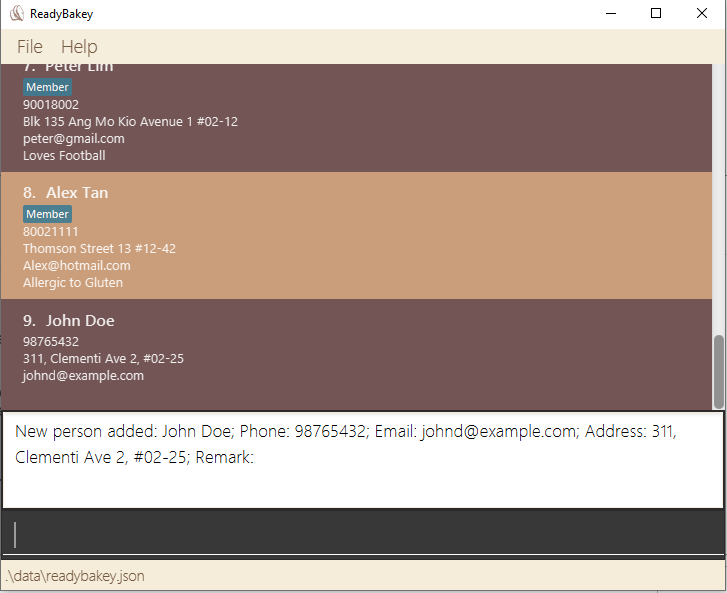 ReadyBakey
File Help
7. Peter Lim
Member
90018002
Blk 135 Ang Mo Kio Avenue 1 #02-12
peter@gmail.com
Loves Football
8. Alex Tan
Member
80021111
Thomson Street 13 #12-42
Alex@hotmail.com
Allergic to Gluten
9. John Doe
98765432
311, Clementi Ave 2, #02-25
johnd@example.com
New person added: John Doe; Phone: 98765432; Email: johnd@example.com; Address: 311,
Clementi Ave 2, #02-25; Remark:
.\data\readybakey.json